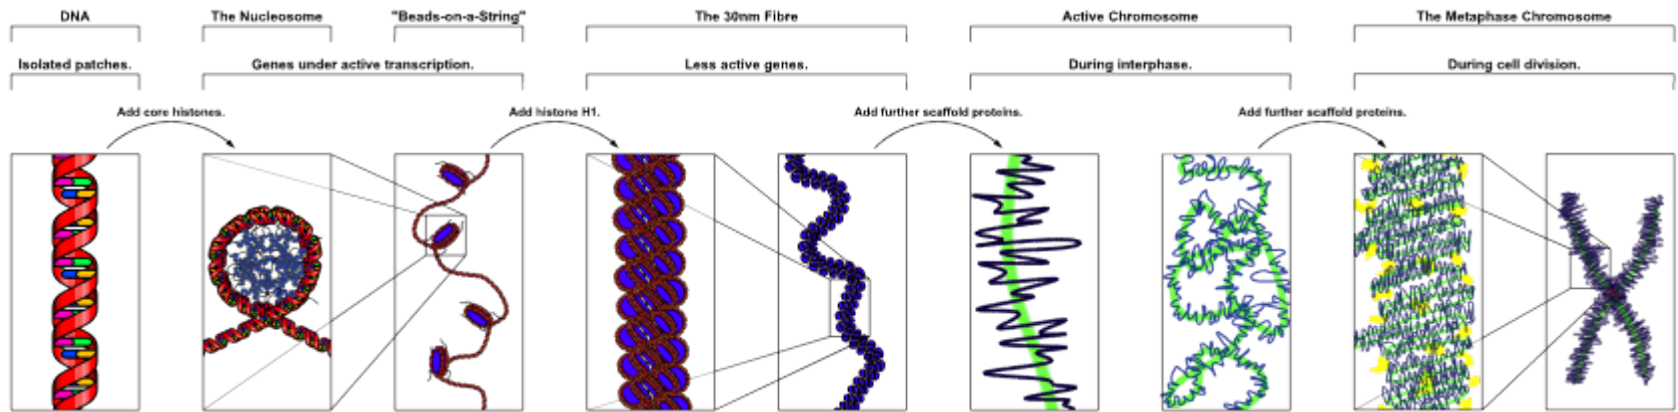 DNA
The Nucleosome
"Beads-on-a-String"
The 30nm Fibre
Active Chromosome
The Metaphase Chromosome
Isolated patches.
Genes under active transcription.
Less active genes.
During interphase.
During cell division.
Add core histones.
Add histone H1.
Add further scaffold proteins.
Add further scaffold proteins.